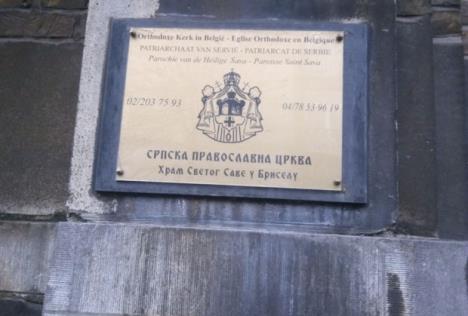 Orthodoxe Kerk in België - Eglise Orthodoxe en Belgique
PATRIARCHAAT VAN SERVIË - PATRIARCAT DE SERBIE
Parochie van de Heilige Sava - Paroisse Saint Sava
02/203 75 93
04/78 53 96 19
СРПСКА ПРАВОСЛАВНА ЦРКВА
Храм Светог Саве у Бриселу